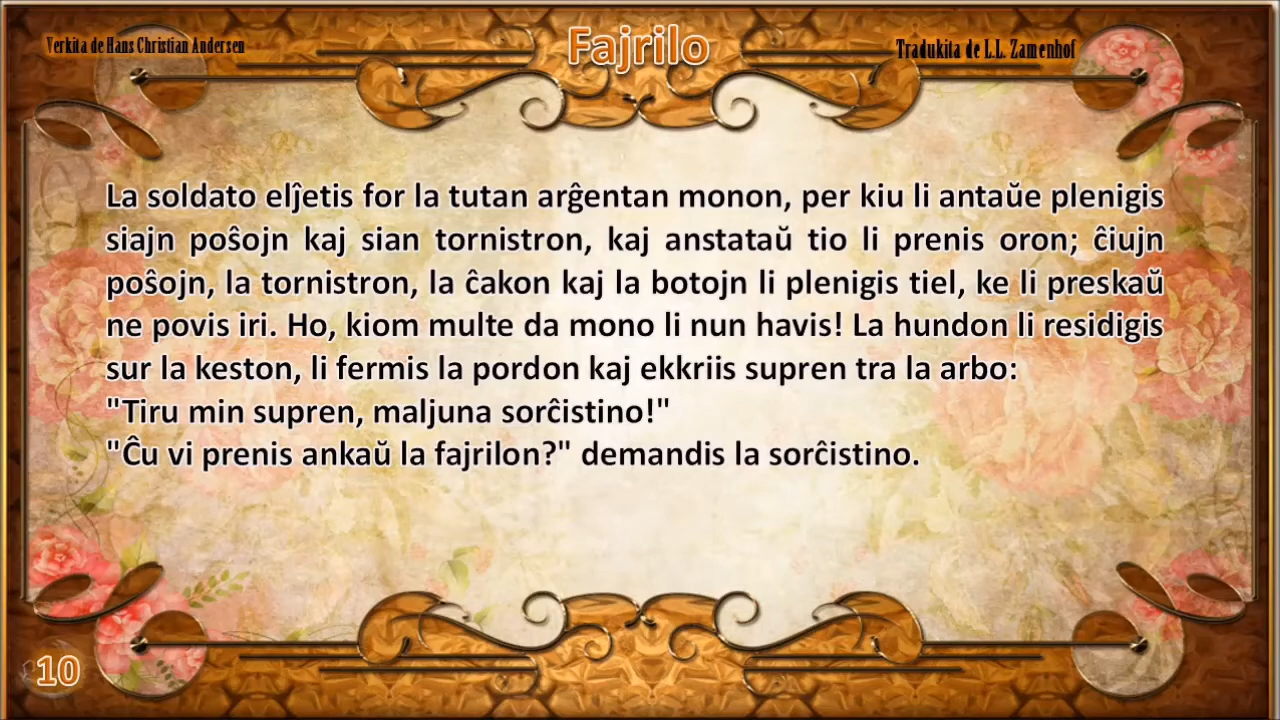 Verkita de Hans Christian Andersen
Fajrilo
Tradukita de L.L. Zamenhof
La soldato elĵetis for la tutan arĝentan monon, per kiu li antaŭe plenigis
siajn poŝojn kaj sian tornistron, kaj anstataŭ tio li prenis oron; ĉiujn
poŝojn, la tornistron, la ĉakon kaj la botojn li plenigis tiel, ke li preskaŭ
ne povis iri. Ho, kiom multe da mono li nun havis! La hundon li residigis
sur la keston, li fermis la pordon kaj ekkriis supren tra la arbo:
"Tiru min supren, maljuna sorĉistino!"
"Ĉu vi prenis ankaŭ la fajrilon?" demandis la sorĉistino.
10